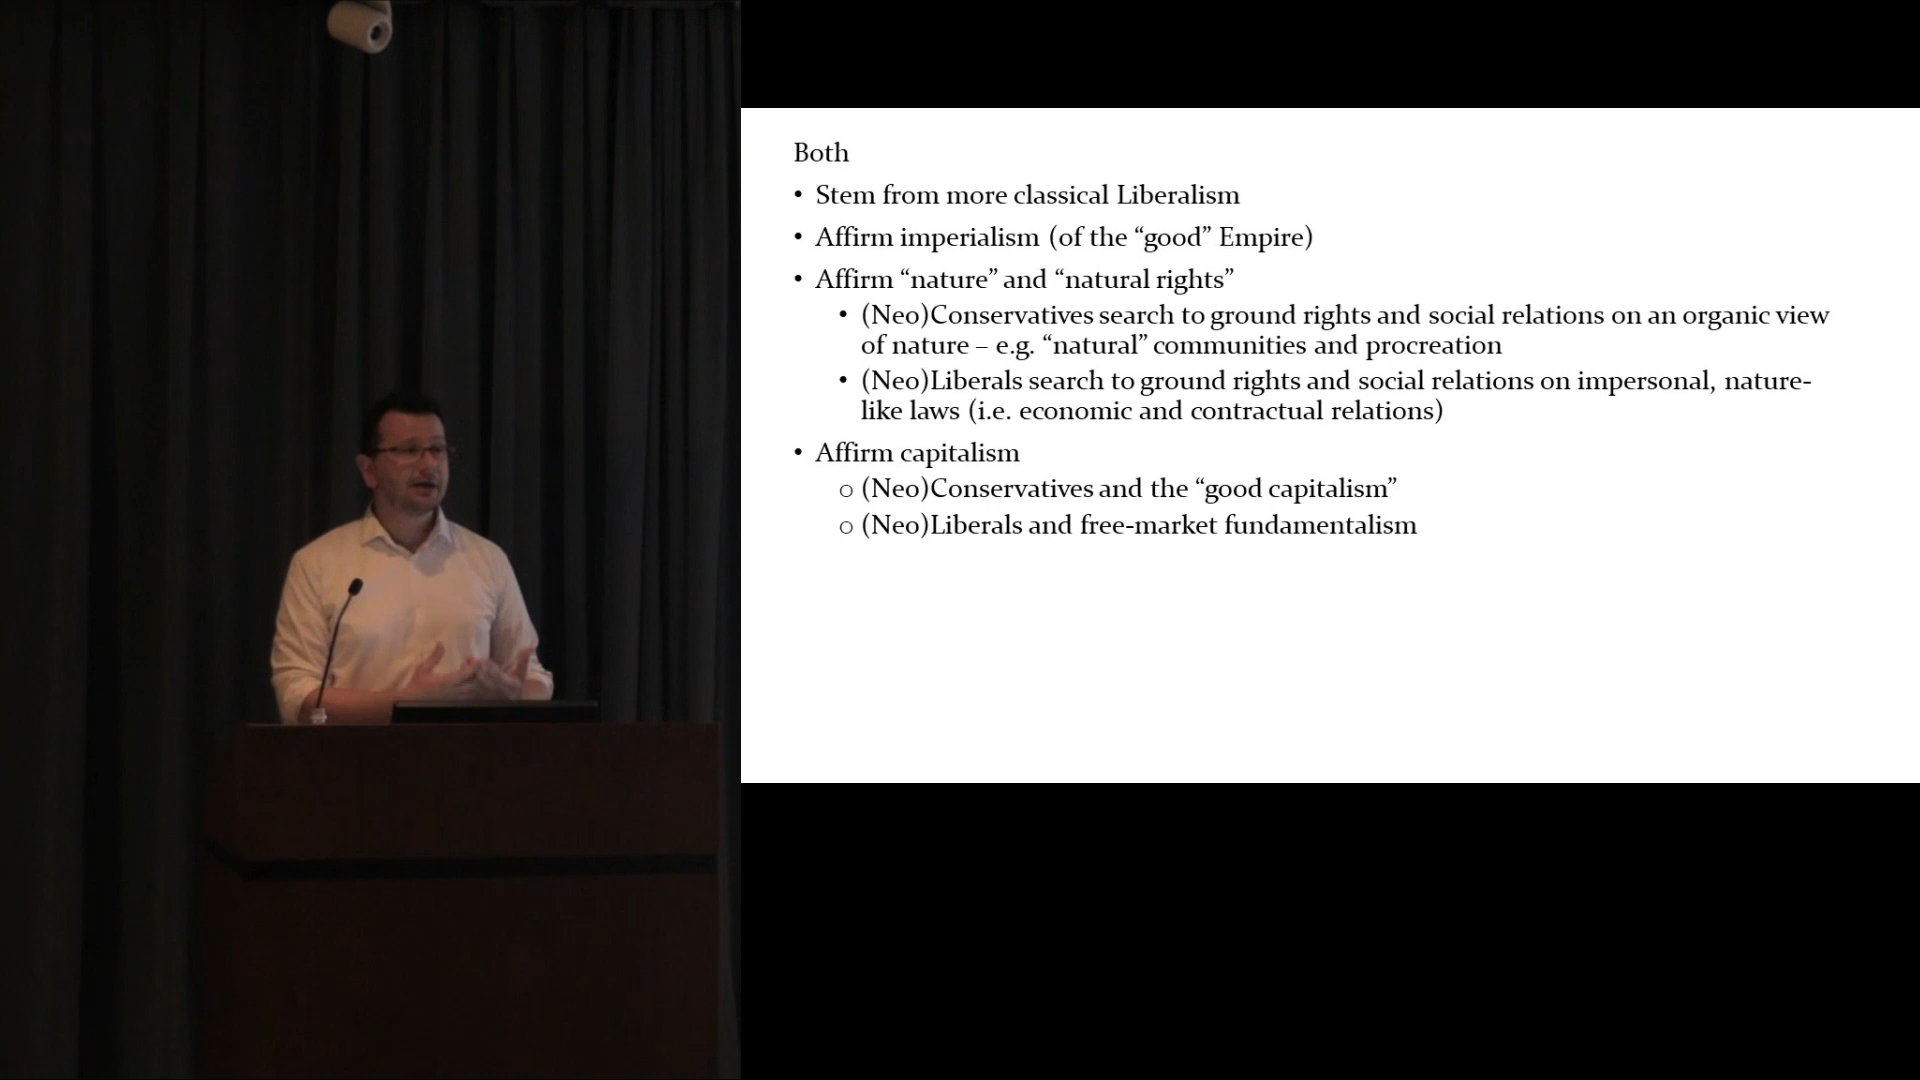 Both
• Stem from more classical Liberalism
• Affirm imperialism (of the “good” Empire)
• Affirm “nature” and “natural rights”
• (Neo)Conservatives search to ground rights and social relations on an organic view
of nature – e.g. “natural” communities and procreation
• (Neo)Liberals search to ground rights and social relations on impersonal, nature-
like laws (i.e. economic and contractual relations)
• Affirm capitalism
o (Neo)Conservatives and the “good capitalism”
o (Neo)Liberals and free-market fundamentalism